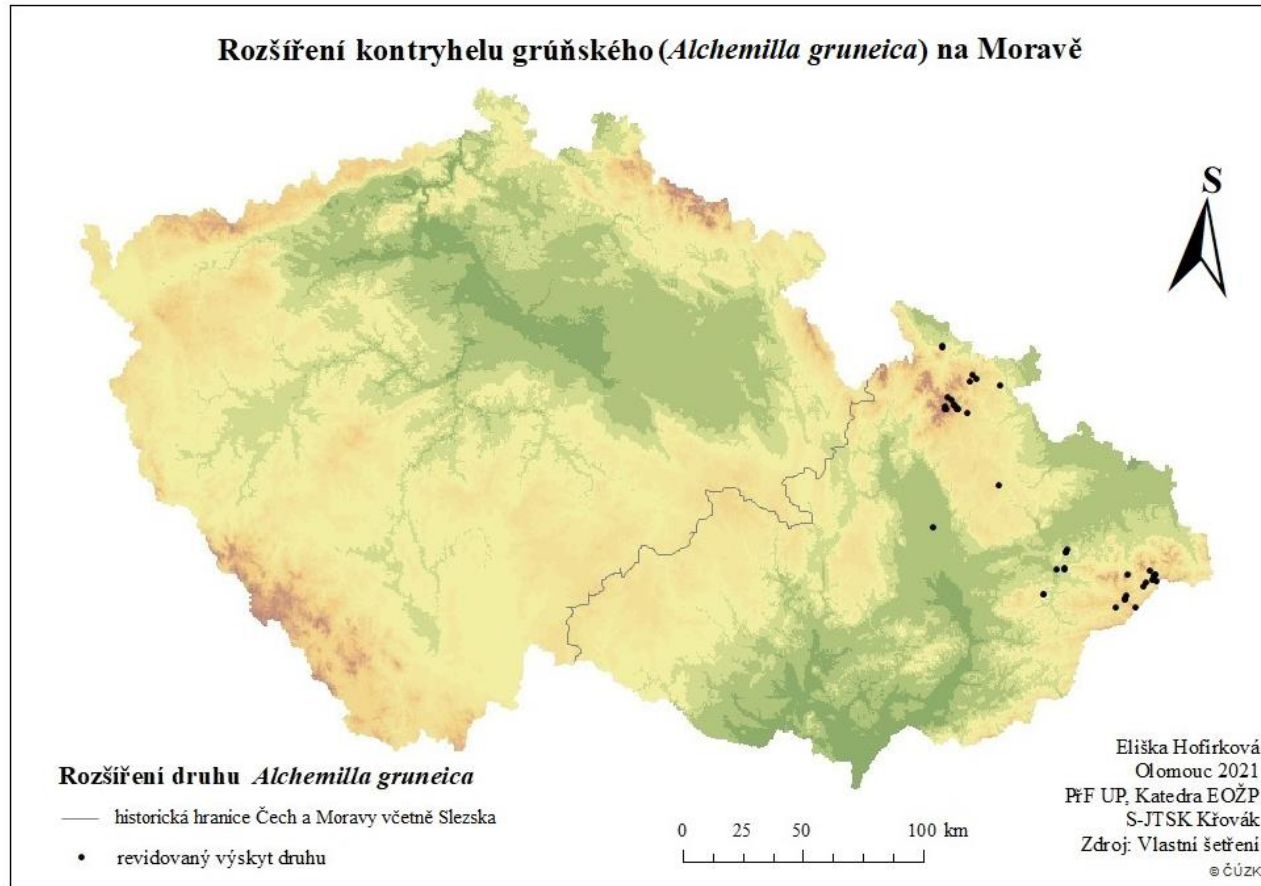 Rozšíření kontryhelu grúňského (Alchemilla gruneica) na Moravě
S
Rozšíření druhu Alchemilla gruneica
historická hranice Čech a Moravy včetně Slezska
revidovaný výskyt druhu
0 25 50 100 km
Eliška Hofírková
Olomouc 2021
PřF UP, Katedra EOŽP
S-JTSK Křovák
Zdroj: Vlastní šetření
© ČÚZK